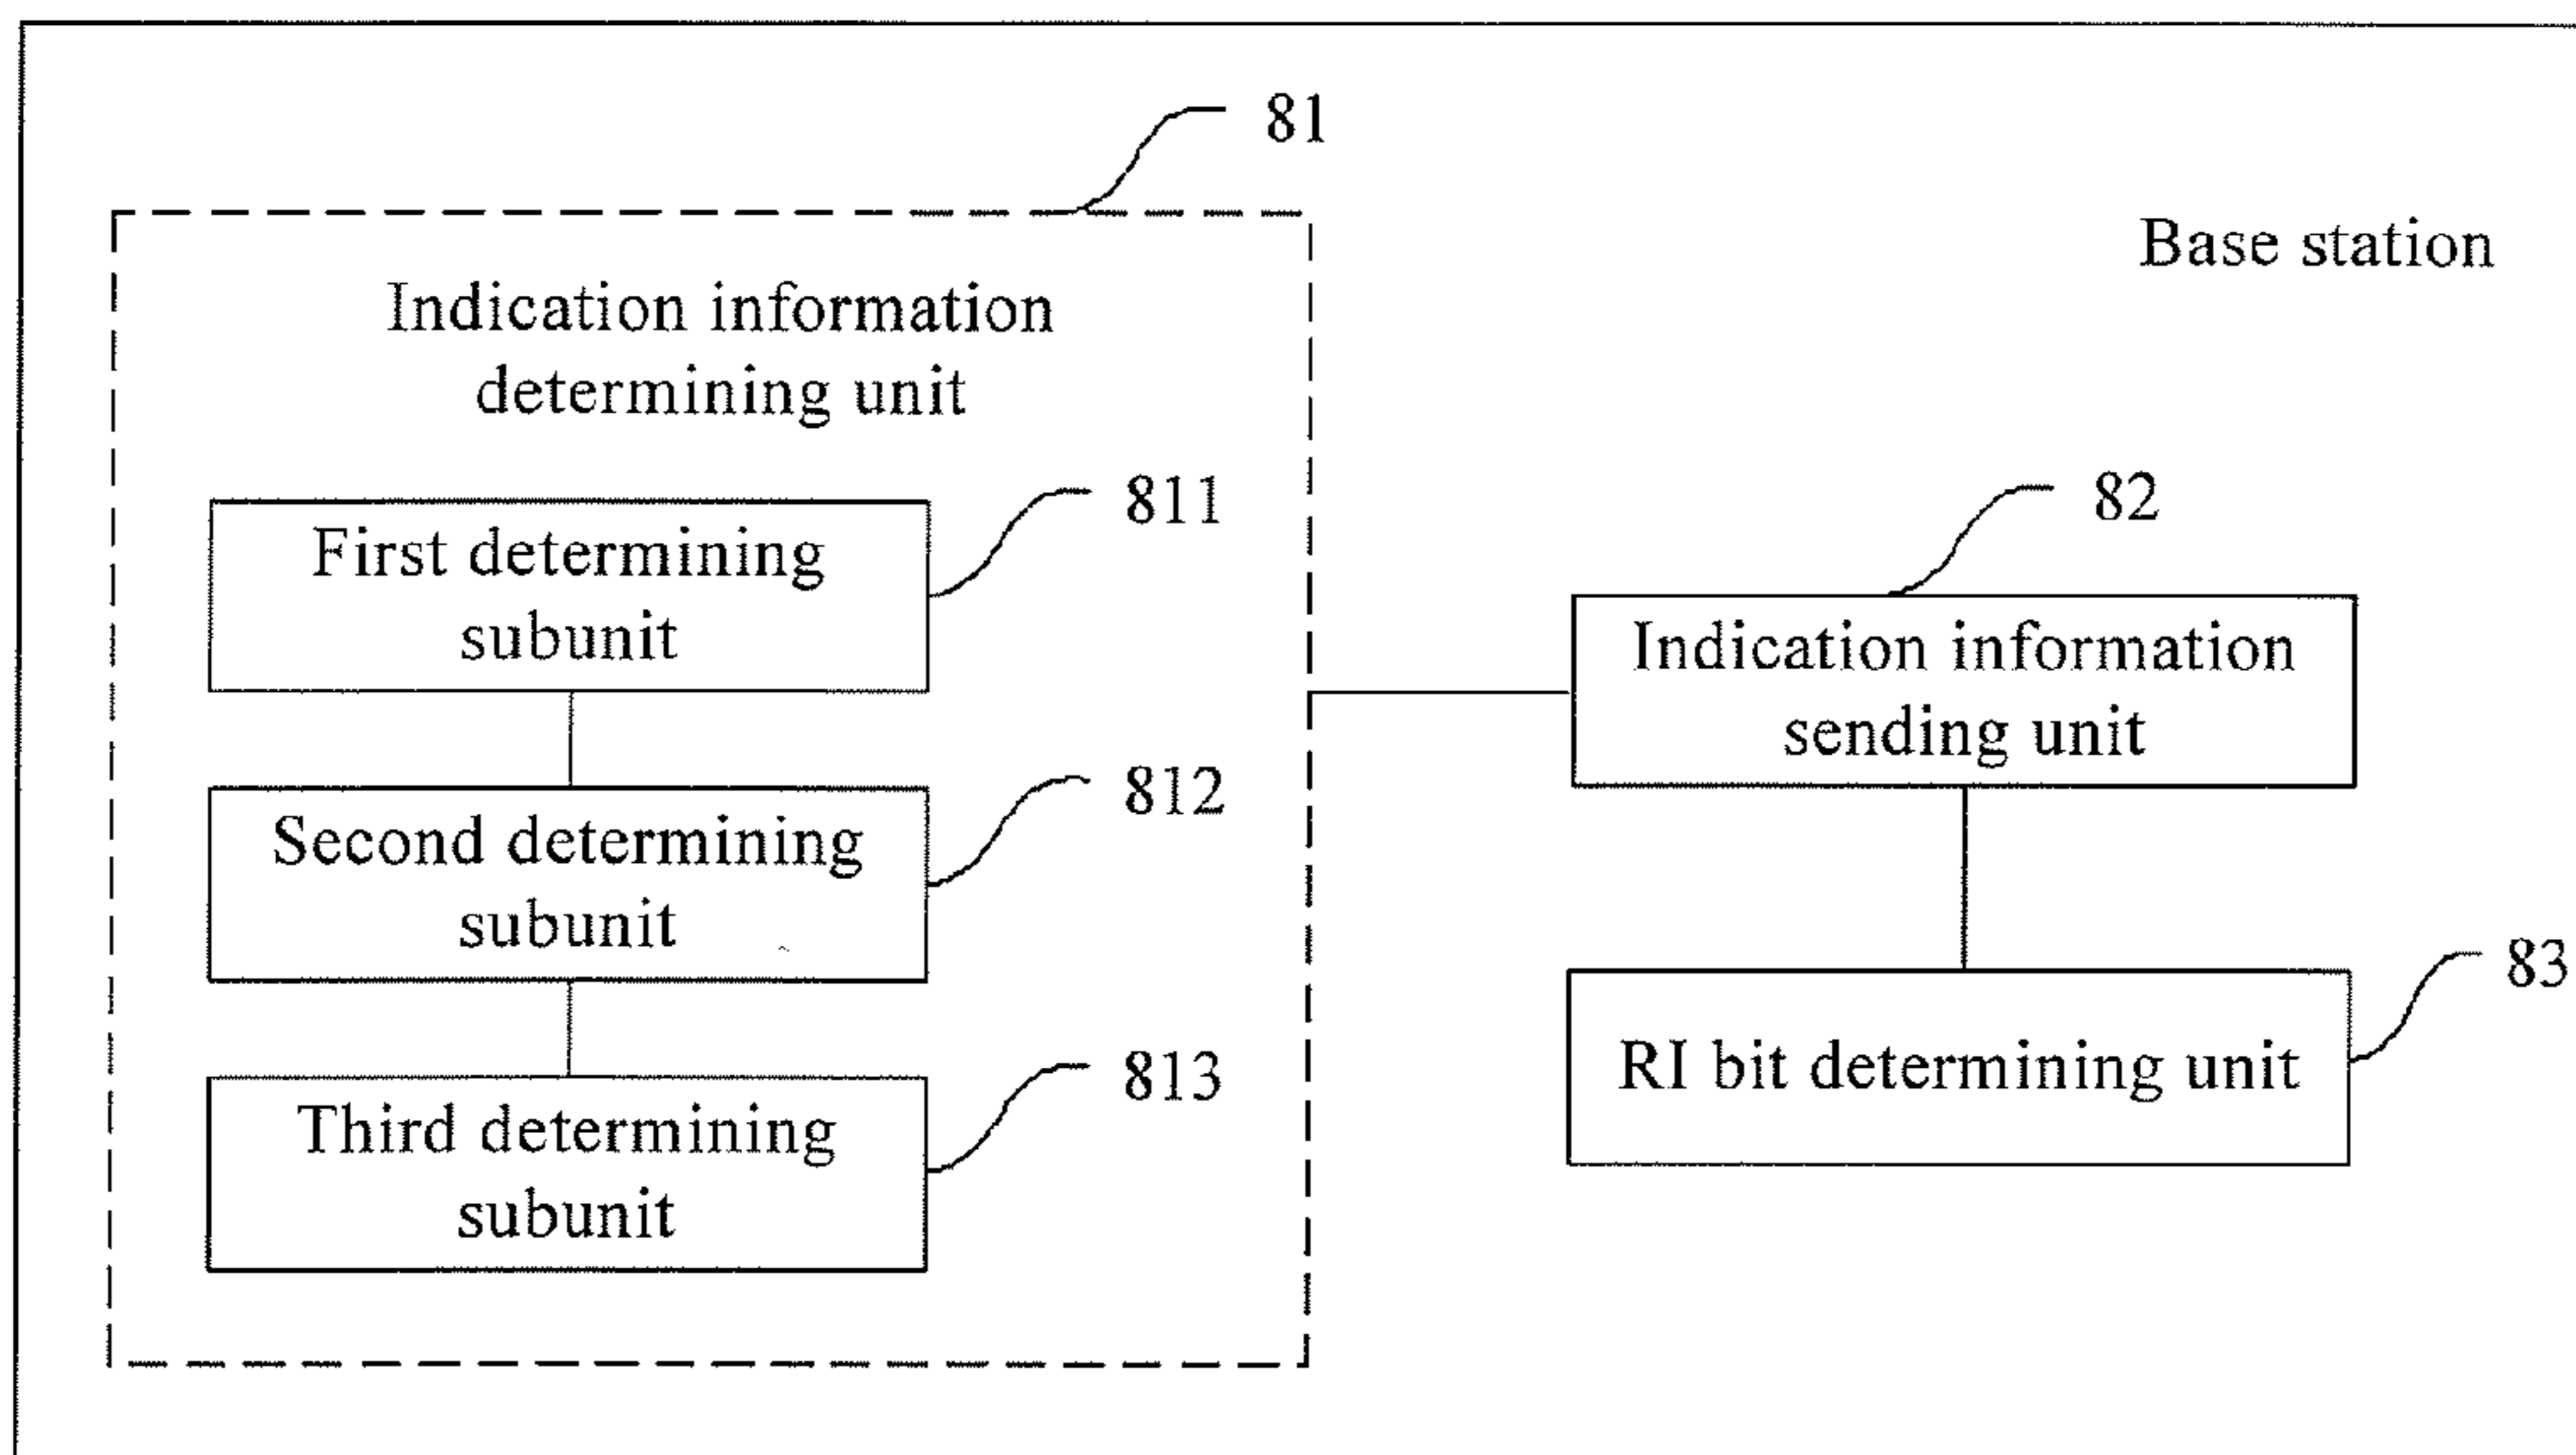 81
Base station
Indication information
determining unit
811
First determining
subunit
82
Indication information
sending unit
812
Second determining
subunit
83
RI bit determining unit
813
Third determining
subunit